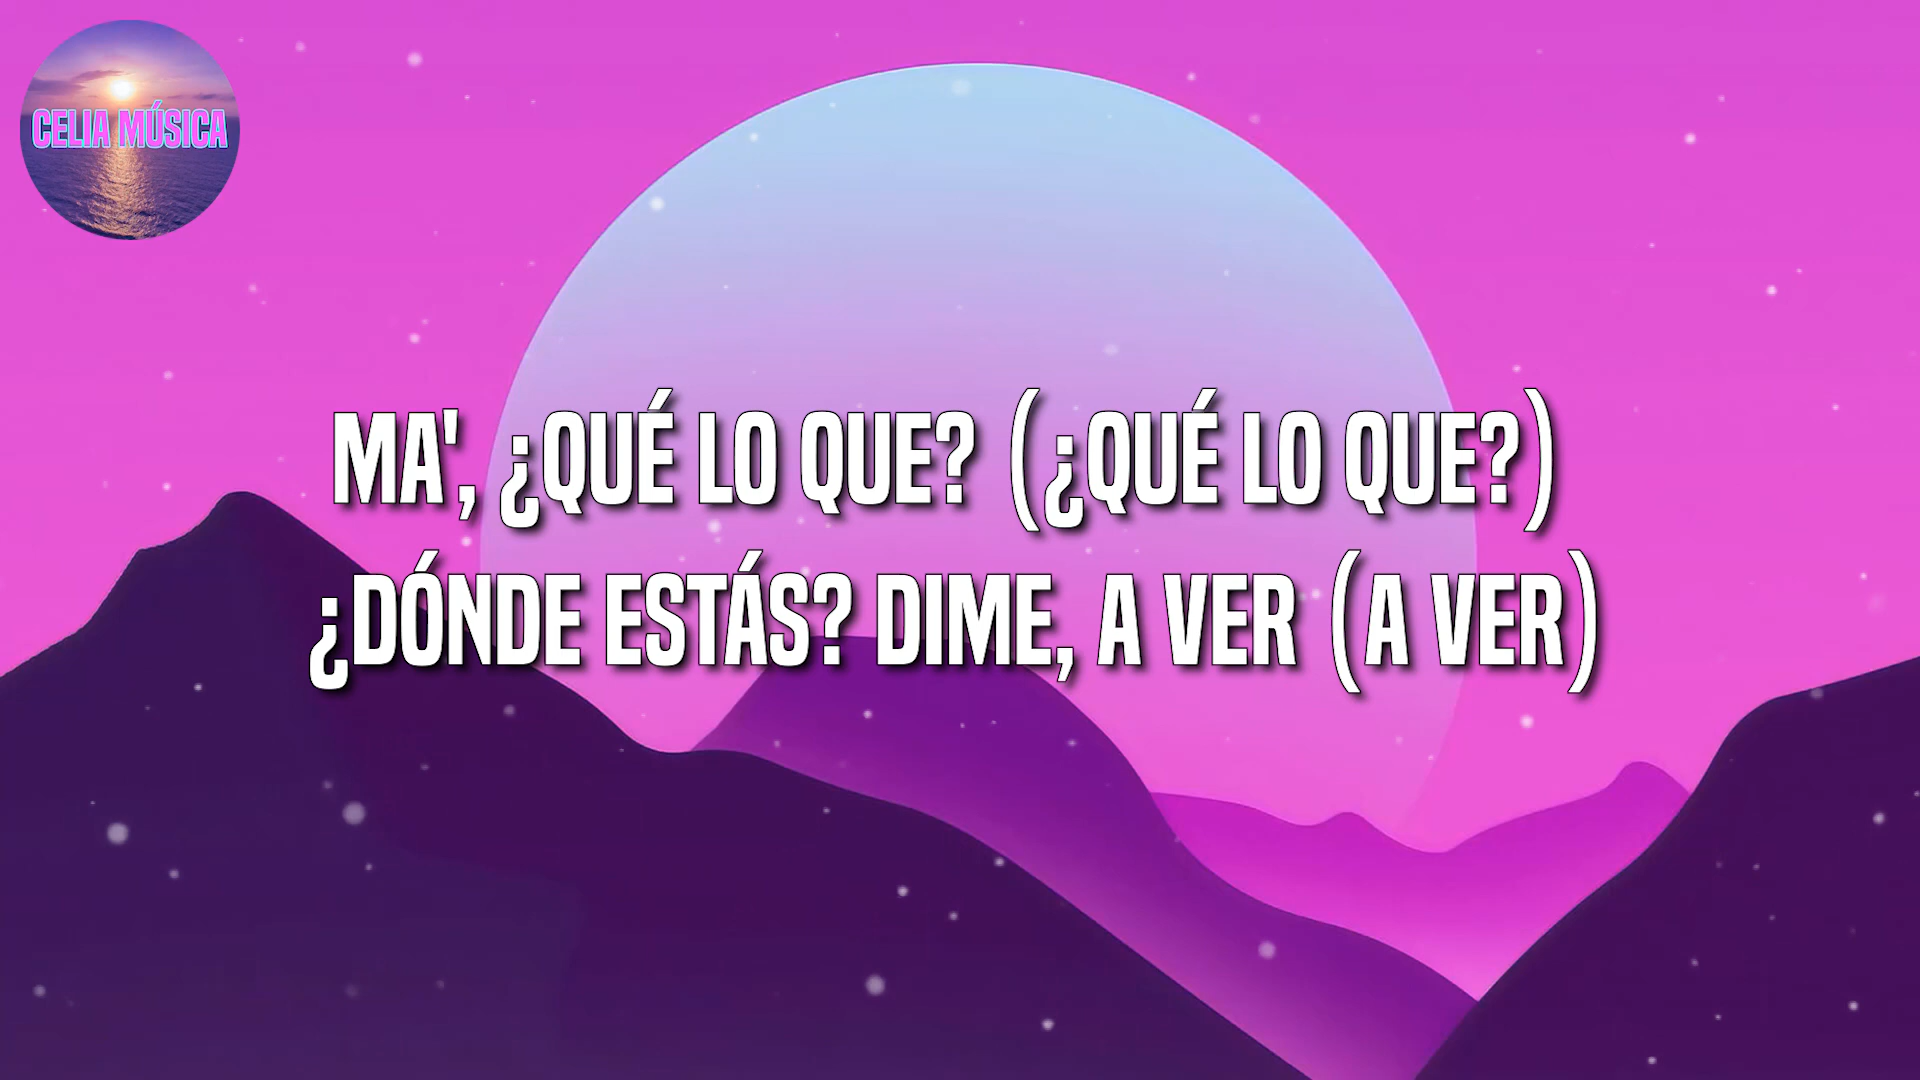 CELIA MÚSICA
MA', ¿QUÉ LO QUE? (¿QUÉ LO QUE?)
¿DÓNDE ESTÁS? DIME, A VER (A VER)